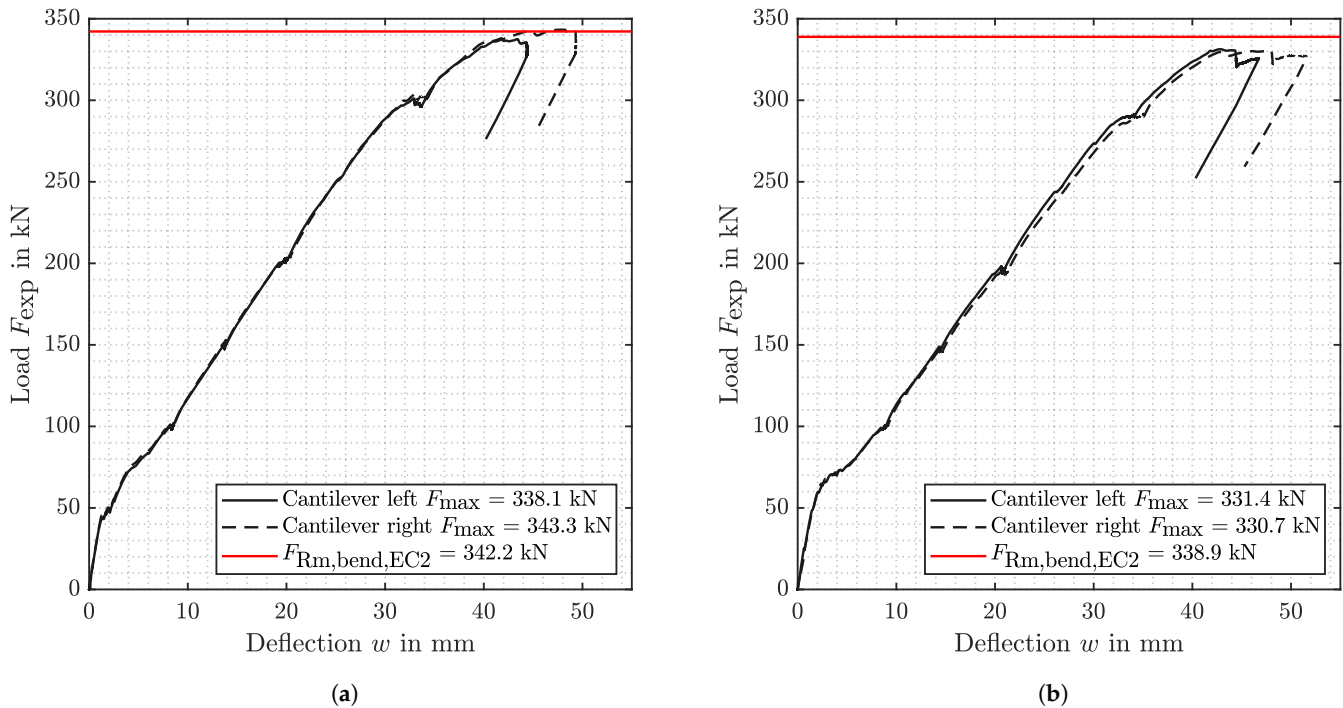 350
300
250
200
150
100
50
0
Load Fexp in kN
0 10 20 30 40 50
Deflection w in mm
Cantilever left Fmax = 338.1 kN
Cantilever right Fmax = 343.3 kN
FRm,bend,EC2 = 342.2 kN
(a)
350
300
250
200
150
100
50
0
Load Fexp in kN
0 10 20 30 40 50
Deflection w in mm
Cantilever left Fmax = 331.4 kN
Cantilever right Fmax = 330.7 kN
FRm,bend,EC2 = 338.9 kN
(b)